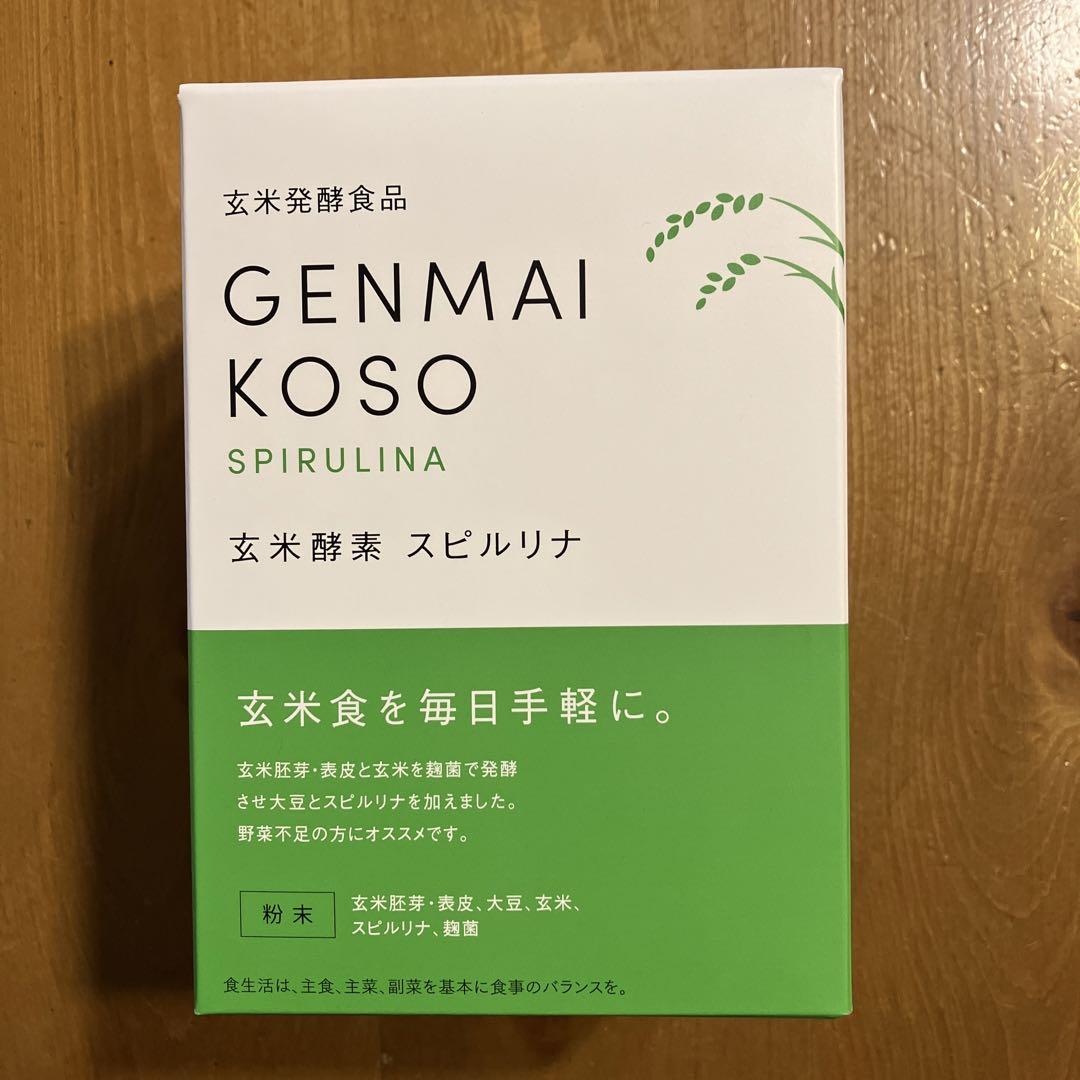 玄米発酵食品
GENMAI
KOSO
SPIRULINA
玄米酵素 スピルリナ
玄米食を毎日手軽に。
玄米胚芽・表皮と玄米を麹菌で発酵
させ大豆とスピルリナを加えました。
野菜不足の方にオススメです。
粉末
玄米胚芽・表皮、大豆、玄米、
スピルリナ、麹菌
食生活は、主食、主菜、副菜を基本に食事のバランスを。